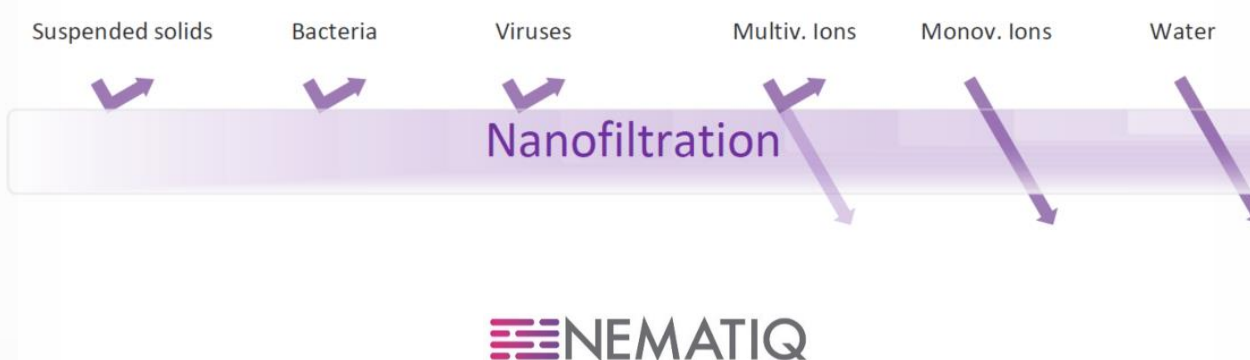 Suspended solids Bacteria Viruses Multiv. Ions Monov. Ions Water
Nanofiltration
NEMATIQ